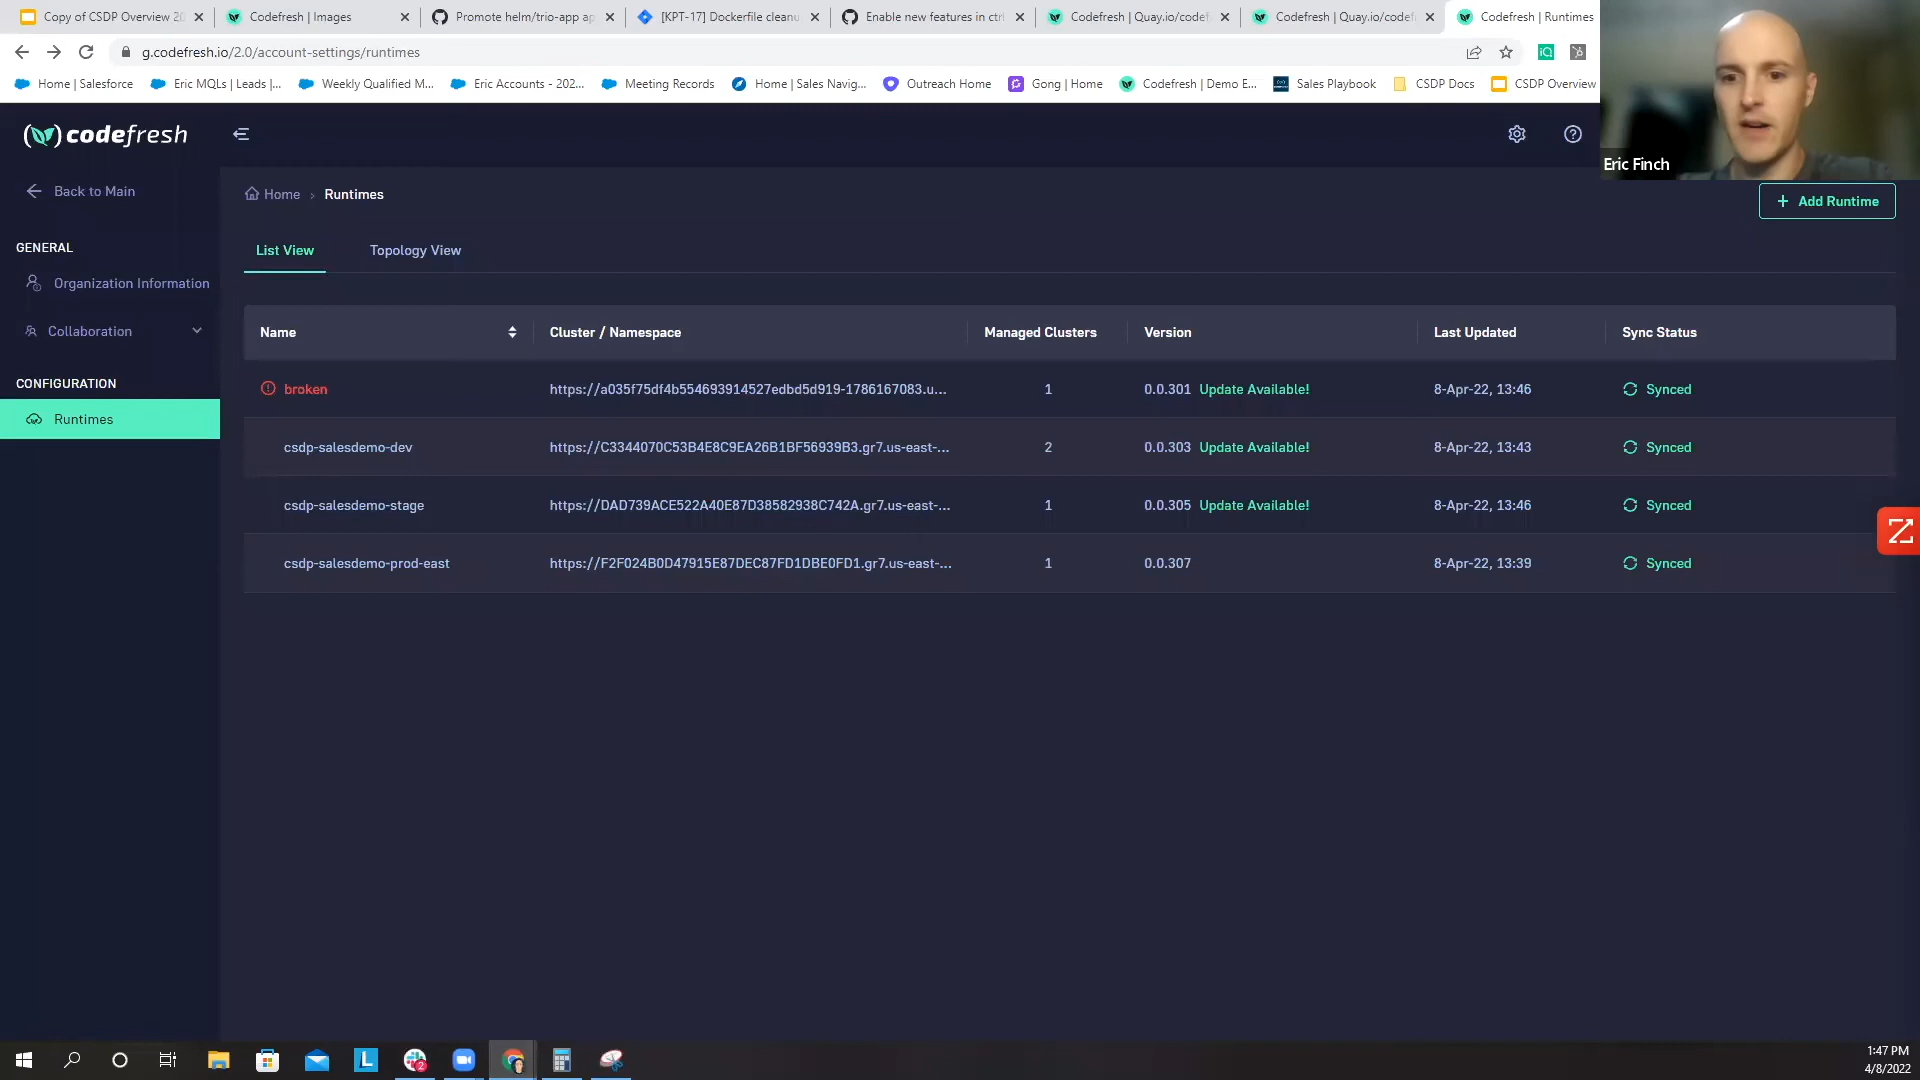 Copy of CSDP Overview 20
Codefresh | Images
Promote helm/trio-app ap
[KPT-17] Dockerfile cleanu
Enable new features in ctrl
Codefresh | Quay.io/codef
Codefresh | Quay.io/codef
Codefresh | Runtimes
g.codefresh.io/2.0/account-settings/runtimes
Home | Salesforce
Eric MQLs | Leads |...
Weekly Qualified M...
Eric Accounts - 202...
Meeting Records
Home | Sales Navig...
Outreach Home
Gong | Home
Codefresh | Demo E...
Sales Playbook
CSDP Docs
CSDP Overview
codefresh
Eric Finch
Back to Main
Home › Runtimes
+ Add Runtime
GENERAL
List View
Topology View
Organization Information
Collaboration
Name
Cluster / Namespace
Managed Clusters
Version
Last Updated
Sync Status
CONFIGURATION
Runtimes
broken
https://a035f75df4b554693914527edbd5d919-1786167083.u...
1
0.0.301 Update Available!
8-Apr-22, 13:46
Synced
csdp-salesdemo-dev
https://C3344070C53B4E8C9EA26B1BF56939B3.gr7.us-east-...
2
0.0.303 Update Available!
8-Apr-22, 13:43
Synced
csdp-salesdemo-stage
https://DAD739ACE522A40E87D38582938C742A.gr7.us-east-...
1
0.0.305 Update Available!
8-Apr-22, 13:46
Synced
csdp-salesdemo-prod-east
https://F2F024B0D47915E87DEC87FD1DBE0FD1.gr7.us-east-...
1
0.0.307
8-Apr-22, 13:39
Synced
1:47 PM
4/8/2022